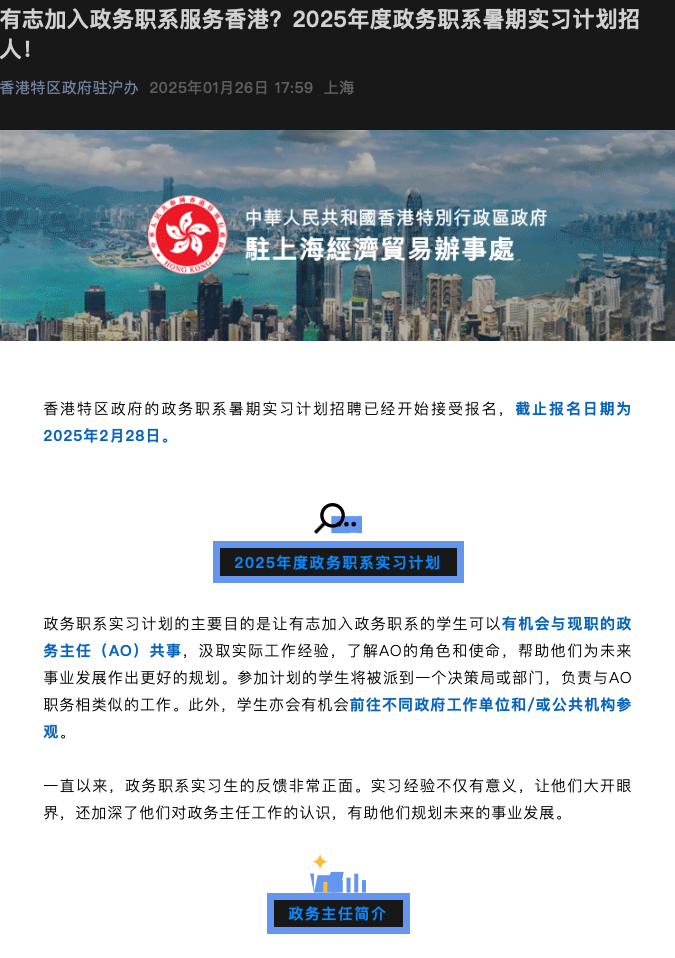 有志加入政务职系服务香港？2025年度政务职系暑期实习计划招
人！
香港特区政府驻沪办 2025年01月26日 17:59 上海
中華人民共和國香港特別行政區政府
駐上海經濟貿易辦事處
HONG KONG
香港特区政府的政务职系暑期实习计划招聘已经开始接受报名，截止报名日期为
2025年2月28日。
2025年度政务职系实习计划
政务职系实习计划的主要目的是让有志加入政务职系的学生可以有机会与现职的政
务主任（AO）共事，汲取实际工作经验，了解AO的角色和使命，帮助他们为未来
事业发展作出更好的规划。参加计划的学生将被派到一个决策局或部门，负责与AO
职务相类似的工作。此外，学生亦会有机会前往不同政府工作单位和/或公共机构参
观。
一直以来，政务职系实习生的反馈非常正面。实习经验不仅有意义，让他们大开眼
界，还加深了他们对政务主任工作的认识，有助他们规划未来的事业发展。
政务主任简介